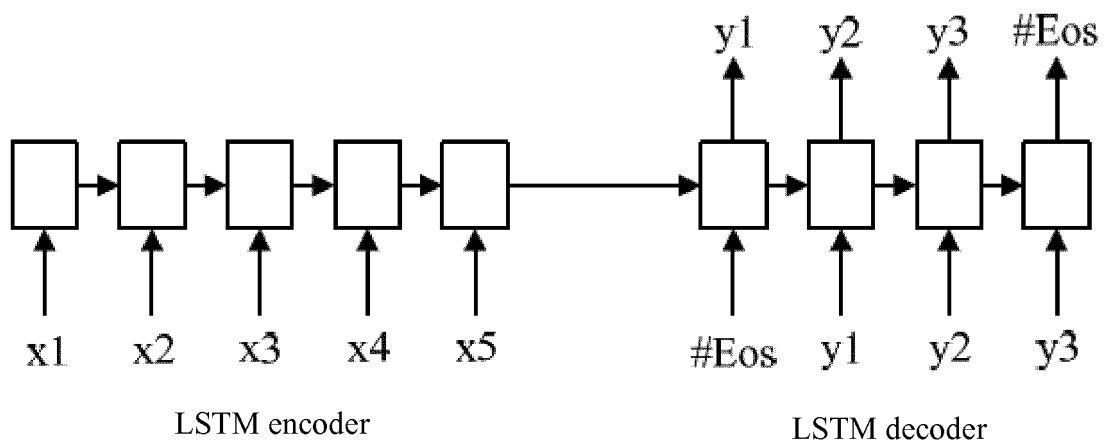 y1 y2 y3 #Eos
x1 x2 x3 x4 x5 #Eos y1 y2 y3
LSTM encoder LSTM decoder